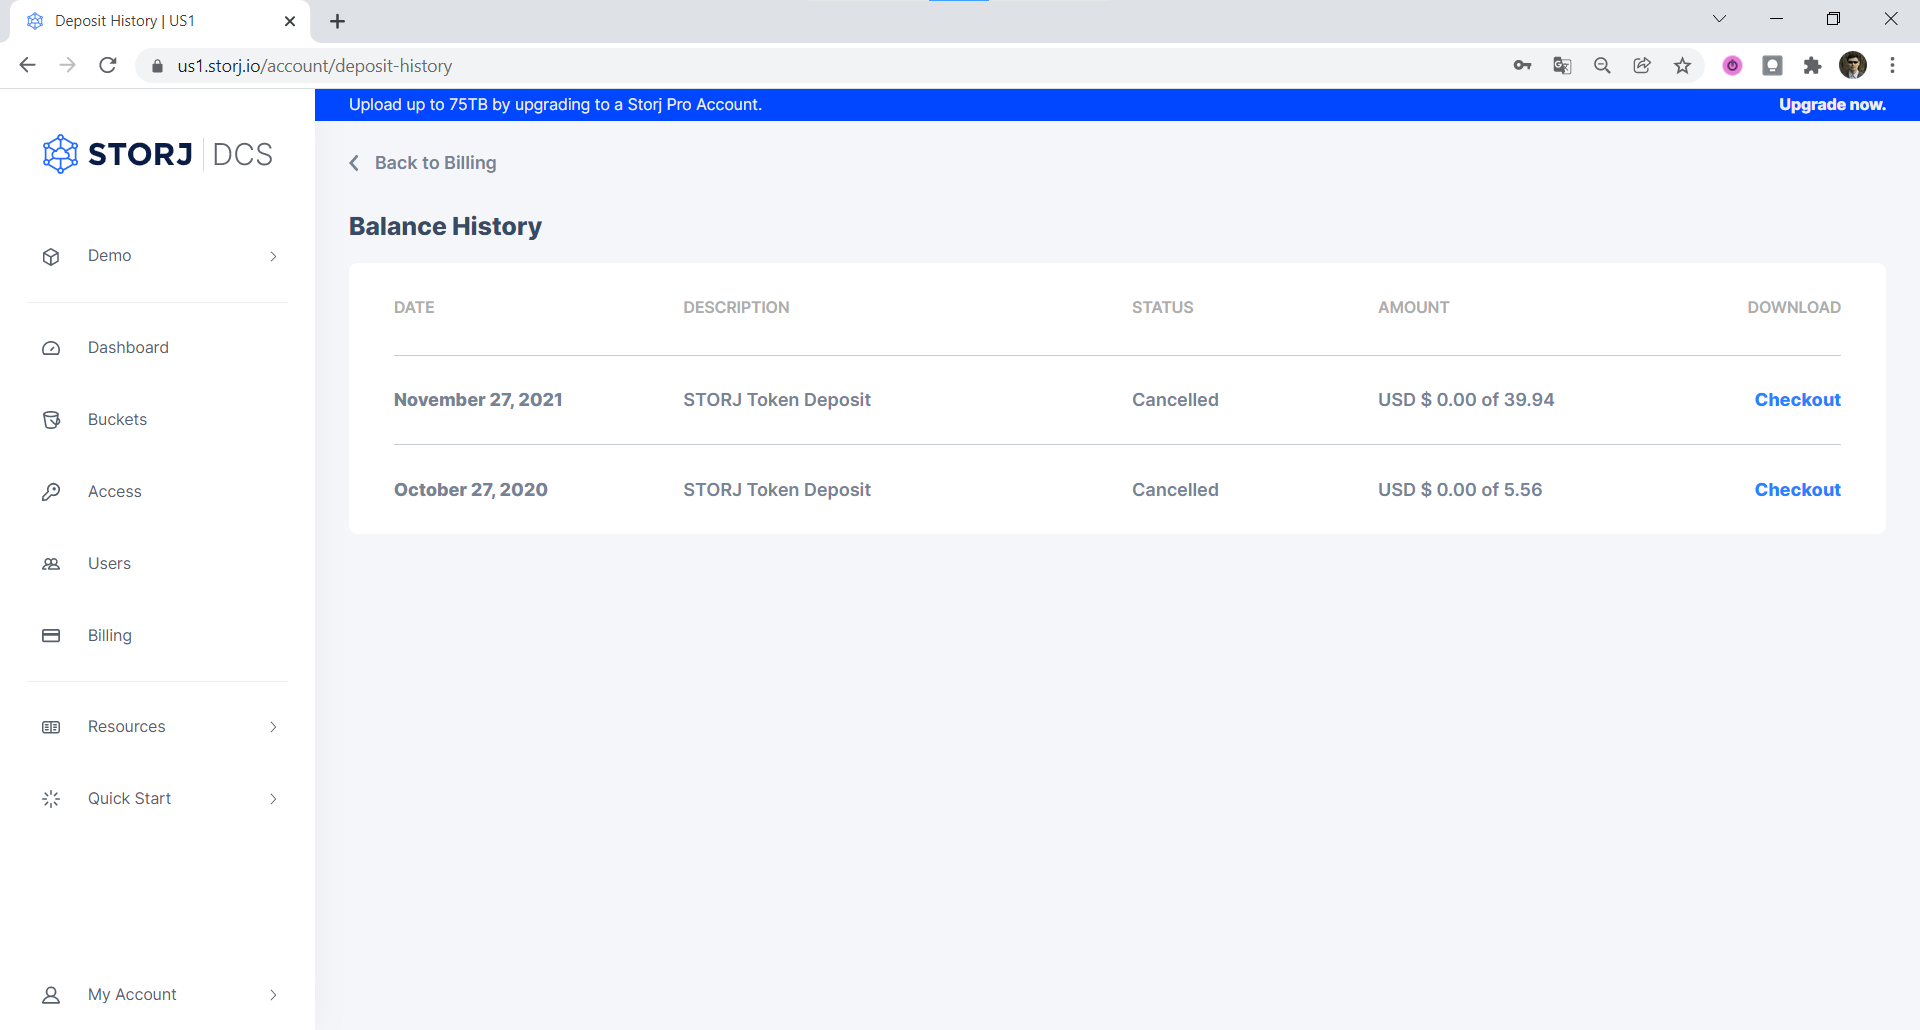 Deposit History | US1
us1.storj.io/account/deposit-history
Upload up to 75TB by upgrading to a Storj Pro Account.
Upgrade now.
STORJ DCS
Demo
Dashboard
Buckets
Access
Users
Billing
Resources
Quick Start
My Account
Back to Billing
Balance History
DATE DESCRIPTION STATUS AMOUNT DOWNLOAD
November 27, 2021 STORJ Token Deposit Cancelled USD $ 0.00 of 39.94 Checkout
October 27, 2020 STORJ Token Deposit Cancelled USD $ 0.00 of 5.56 Checkout